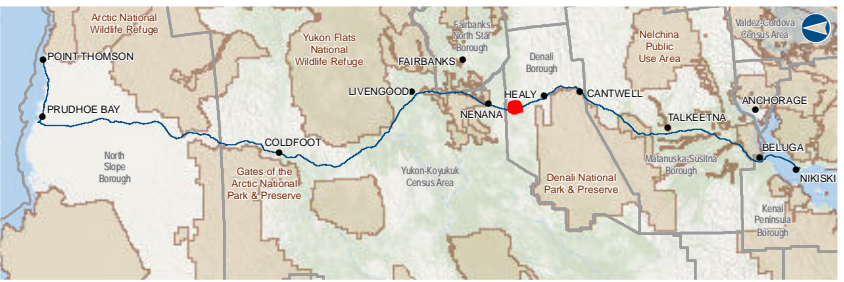 Arctic National
Wildlife Refuge
POINT THOMSON
PRUDHOE BAY
North
Slope
Borough
COLDFOOT
Gates of the
Arctic National
Park & Preserve
Yukon Flats
National
Wildlife Refuge
LIVENGOOD
Fairbanks
North Star
Borough
FAIRBANKS
NENANA
Yukon-Koyukuk
Census Area
Denali
Borough
HEALY
CANTWELL
Denali National
Park & Preserve
Nelchina
Public
Use Area
TALKEETNA
Matanuska-Susitna
Borough
Valdez-Cordova
Census Area
ANCHORAGE
BELUGA
NIKISKI
Kenai
Peninsula
Borough